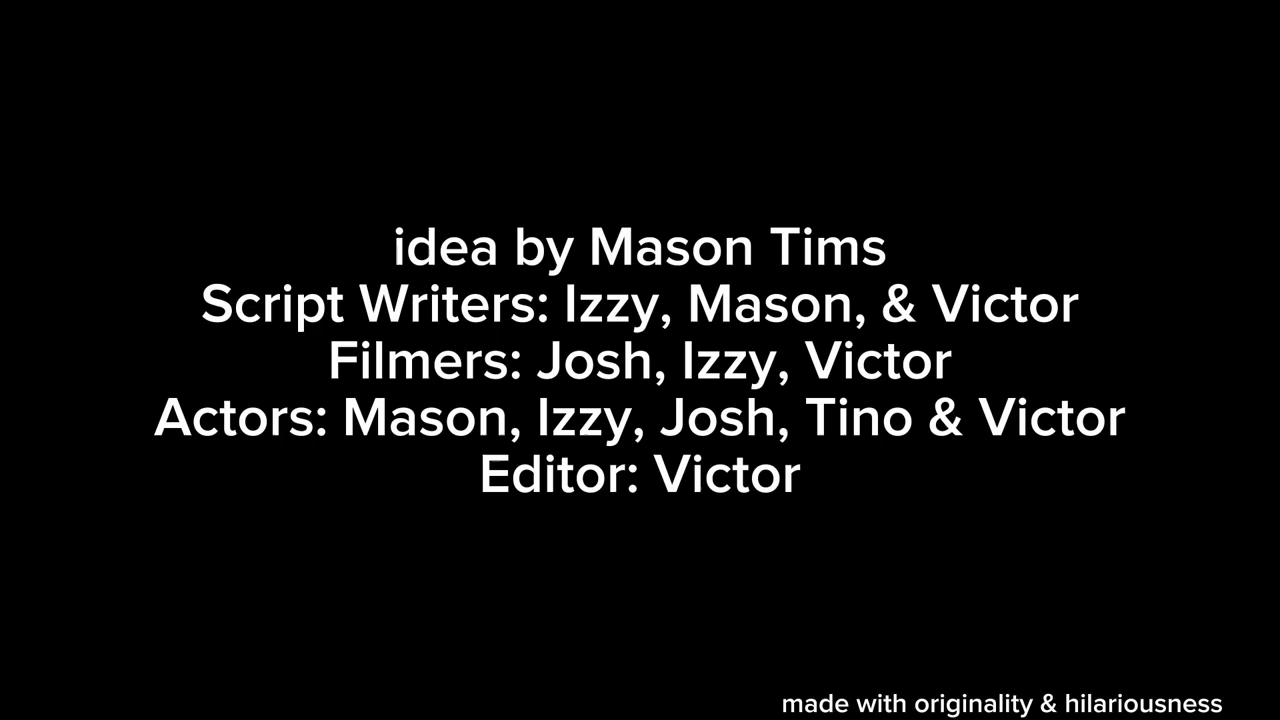 idea by Mason Tims
Script Writers: Izzy, Mason, & Victor
Filmers: Josh, Izzy, Victor
Actors: Mason, Izzy, Josh, Tino & Victor
Editor: Victor
made with originality & hilariousness